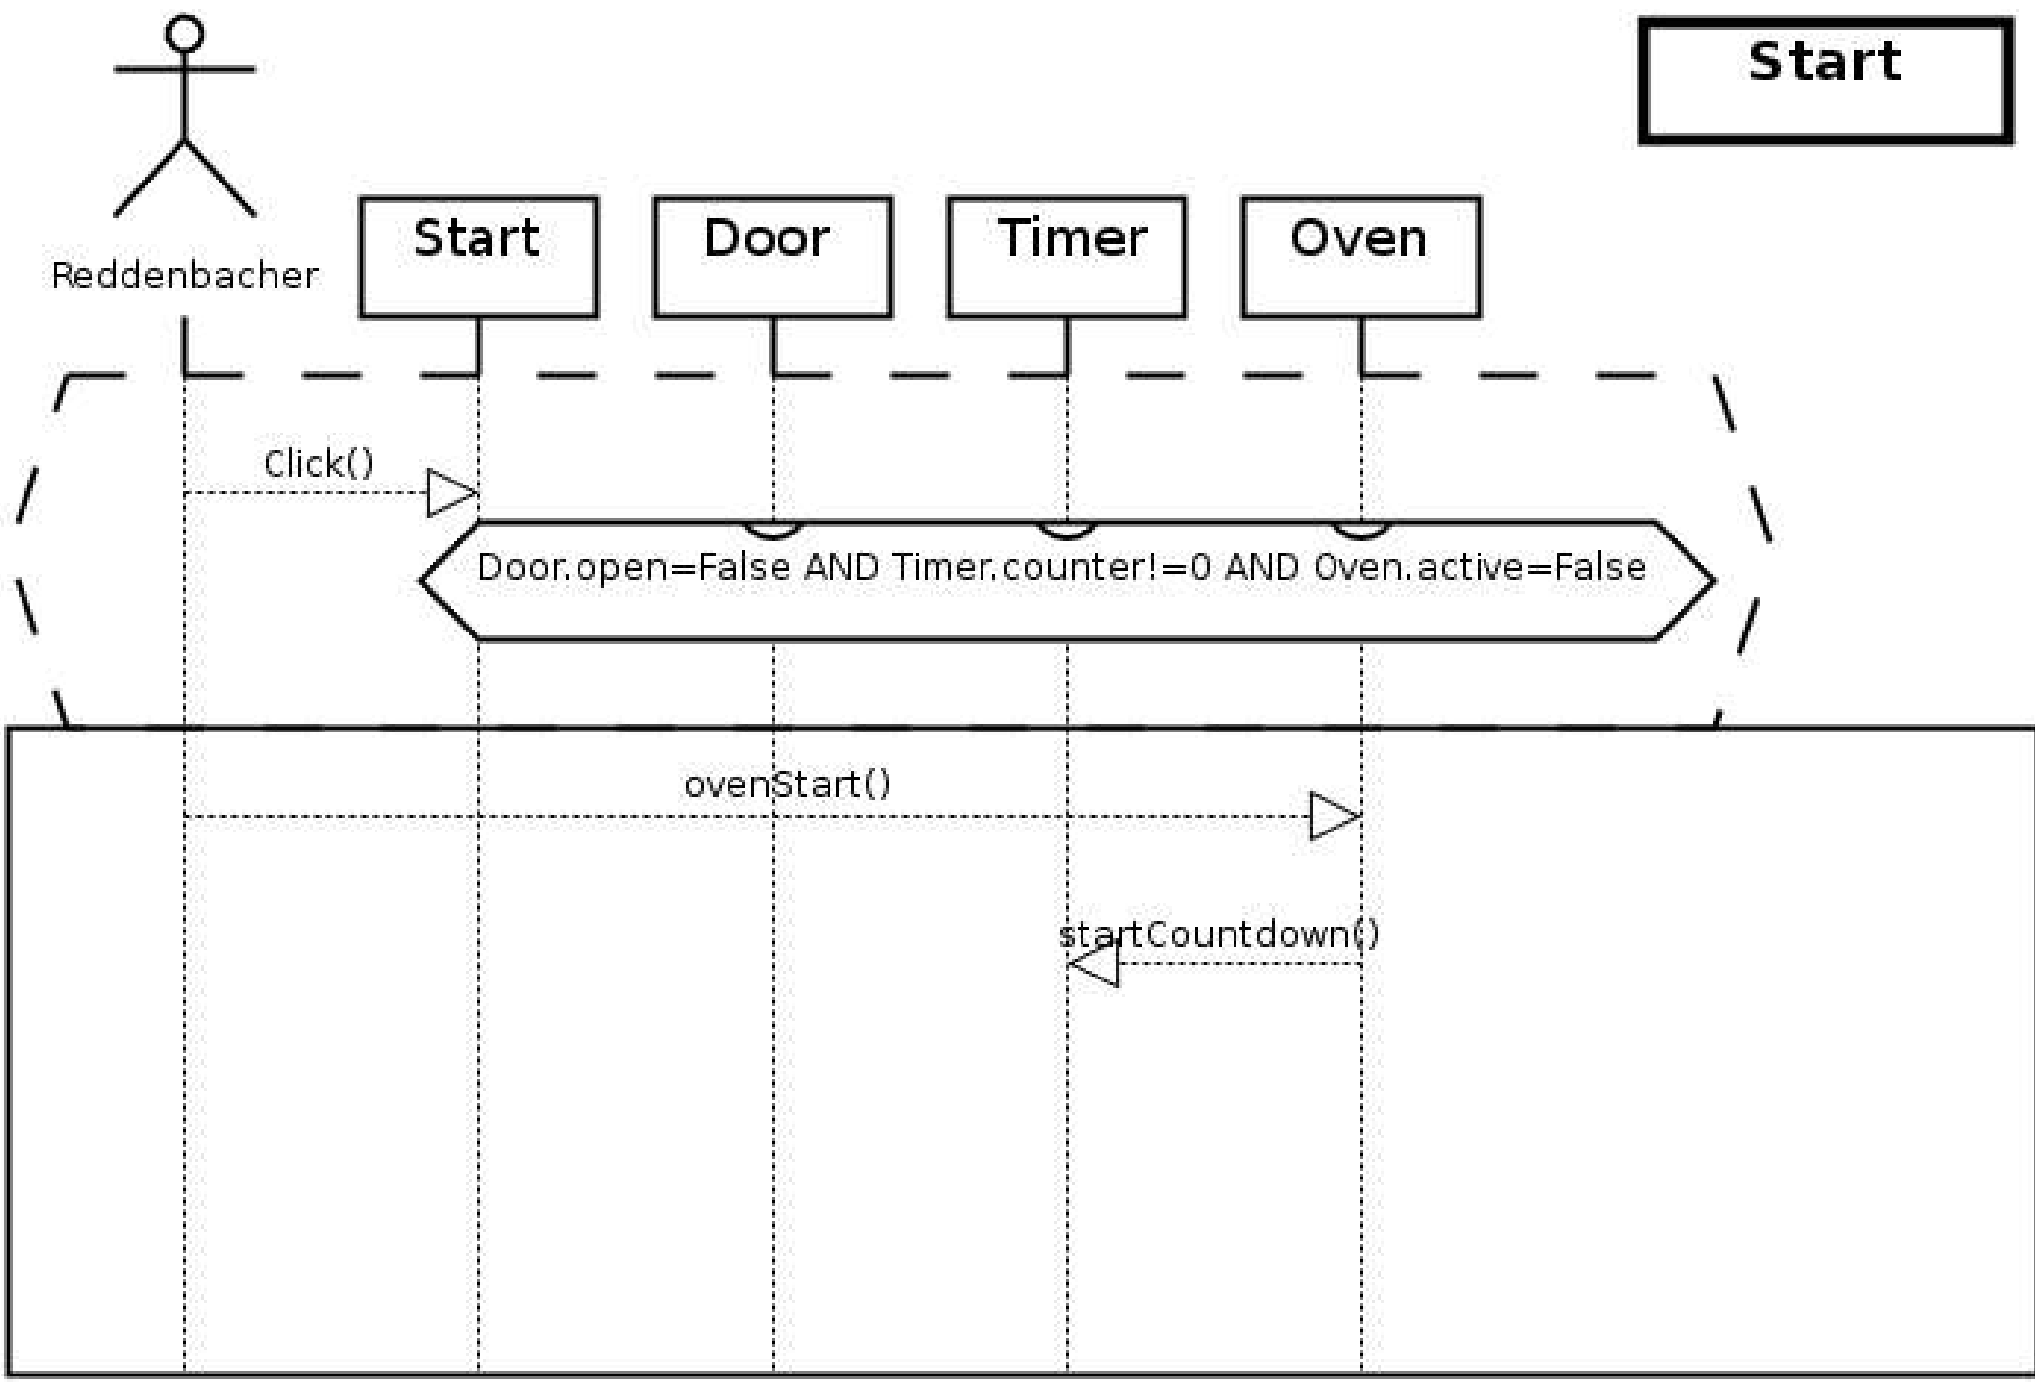 Start
Reddenbacher
Start
Door
Timer
Oven
Click()
Door.open=False AND Timer.counter!=0 AND Oven.active=False
ovenStart()
startCountdown()